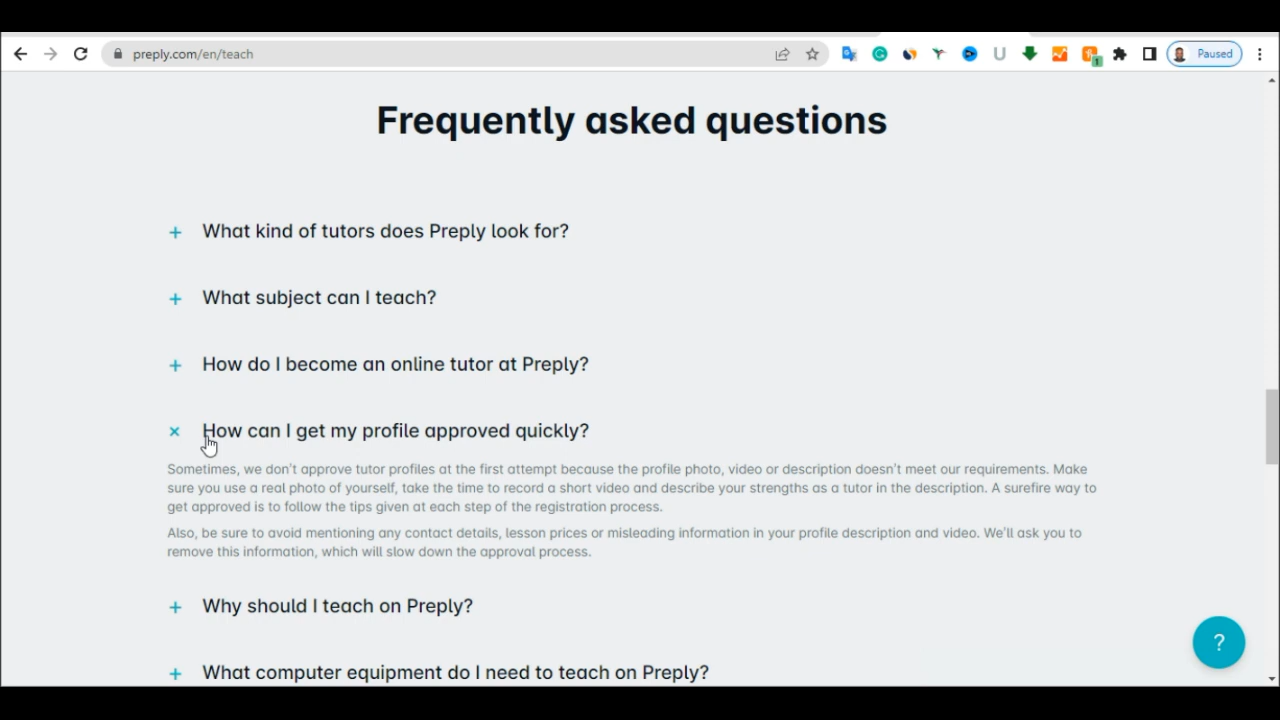 preply.com/en/teach
Paused
1
Frequently asked questions
+ What kind of tutors does Preply look for?
+ What subject can I teach?
+ How do I become an online tutor at Preply?
× How can I get my profile approved quickly?
Sometimes, we don't approve tutor profiles at the first attempt because the profile photo, video or description doesn't meet our requirements. Make
sure you use a real photo of yourself, take the time to record a short video and describe your strengths as a tutor in the description. A surefire way to
get approved is to follow the tips given at each step of the registration process.
Also, be sure to avoid mentioning any contact details, lesson prices or misleading information in your profile description and video. We'll ask you to
remove this information, which will slow down the approval process.
+ Why should I teach on Preply?
?
+ What computer equipment do I need to teach on Preply?